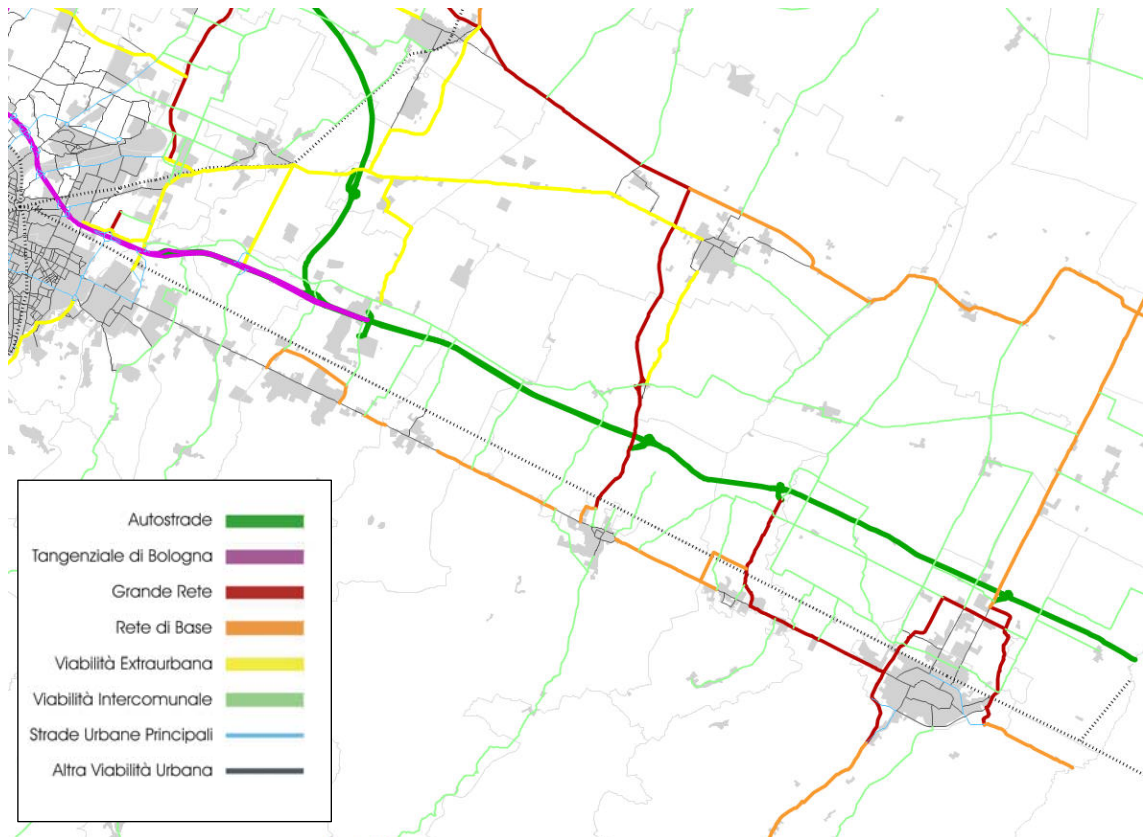 Autostrade
Tangenziale di Bologna
Grande Rete
Rete di Base
Viabilità Extraurbana
Viabilità Intercomunale
Strade Urbane Principali
Altra Viabilità Urbana